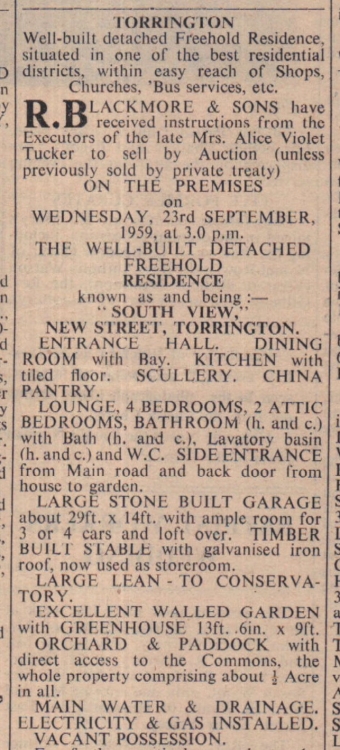 TORRINGTON
Well-built detached Freehold Residence,
situated in one of the best residential
districts, within easy reach of Shops,
Churches, 'Bus services, etc.
R. BLACKMORE & SONS have
received instructions from the
Executors of the late Mrs. Alice Violet
Tucker to sell by Auction (unless
previously sold by private treaty)
ON THE PREMISES
on
WEDNESDAY, 23rd SEPTEMBER,
1959, at 3.0 p.m.
THE WELL-BUILT DETACHED
FREEHOLD
RESIDENCE
known as and being :—
" SOUTH VIEW,"
NEW STREET, TORRINGTON.
ENTRANCE HALL. DINING
ROOM with Bay. KITCHEN with
tiled floor. SCULLERY. CHINA
PANTRY.
LOUNGE, 4 BEDROOMS, 2 ATTIC
BEDROOMS, BATHROOM (h. and c.)
with Bath (h. and c.), Lavatory basin
(h. and c.) and W.C. SIDE ENTRANCE
from Main road and back door from
house to garden.
LARGE STONE BUILT GARAGE
about 29ft. x 14ft. with ample room for
3 or 4 cars and loft over. TIMBER
BUILT STABLE with galvanised iron
roof, now used as storeroom.
LARGE LEAN - TO CONSERVA-
TORY.
EXCELLENT WALLED GARDEN
with GREENHOUSE 13ft. .6in. x 9ft.
ORCHARD & PADDOCK with
direct access to the Commons, the
whole property comprising about ½ Acre
in all.
MAIN WATER & DRAINAGE.
ELECTRICITY & GAS INSTALLED.
VACANT POSSESSION.